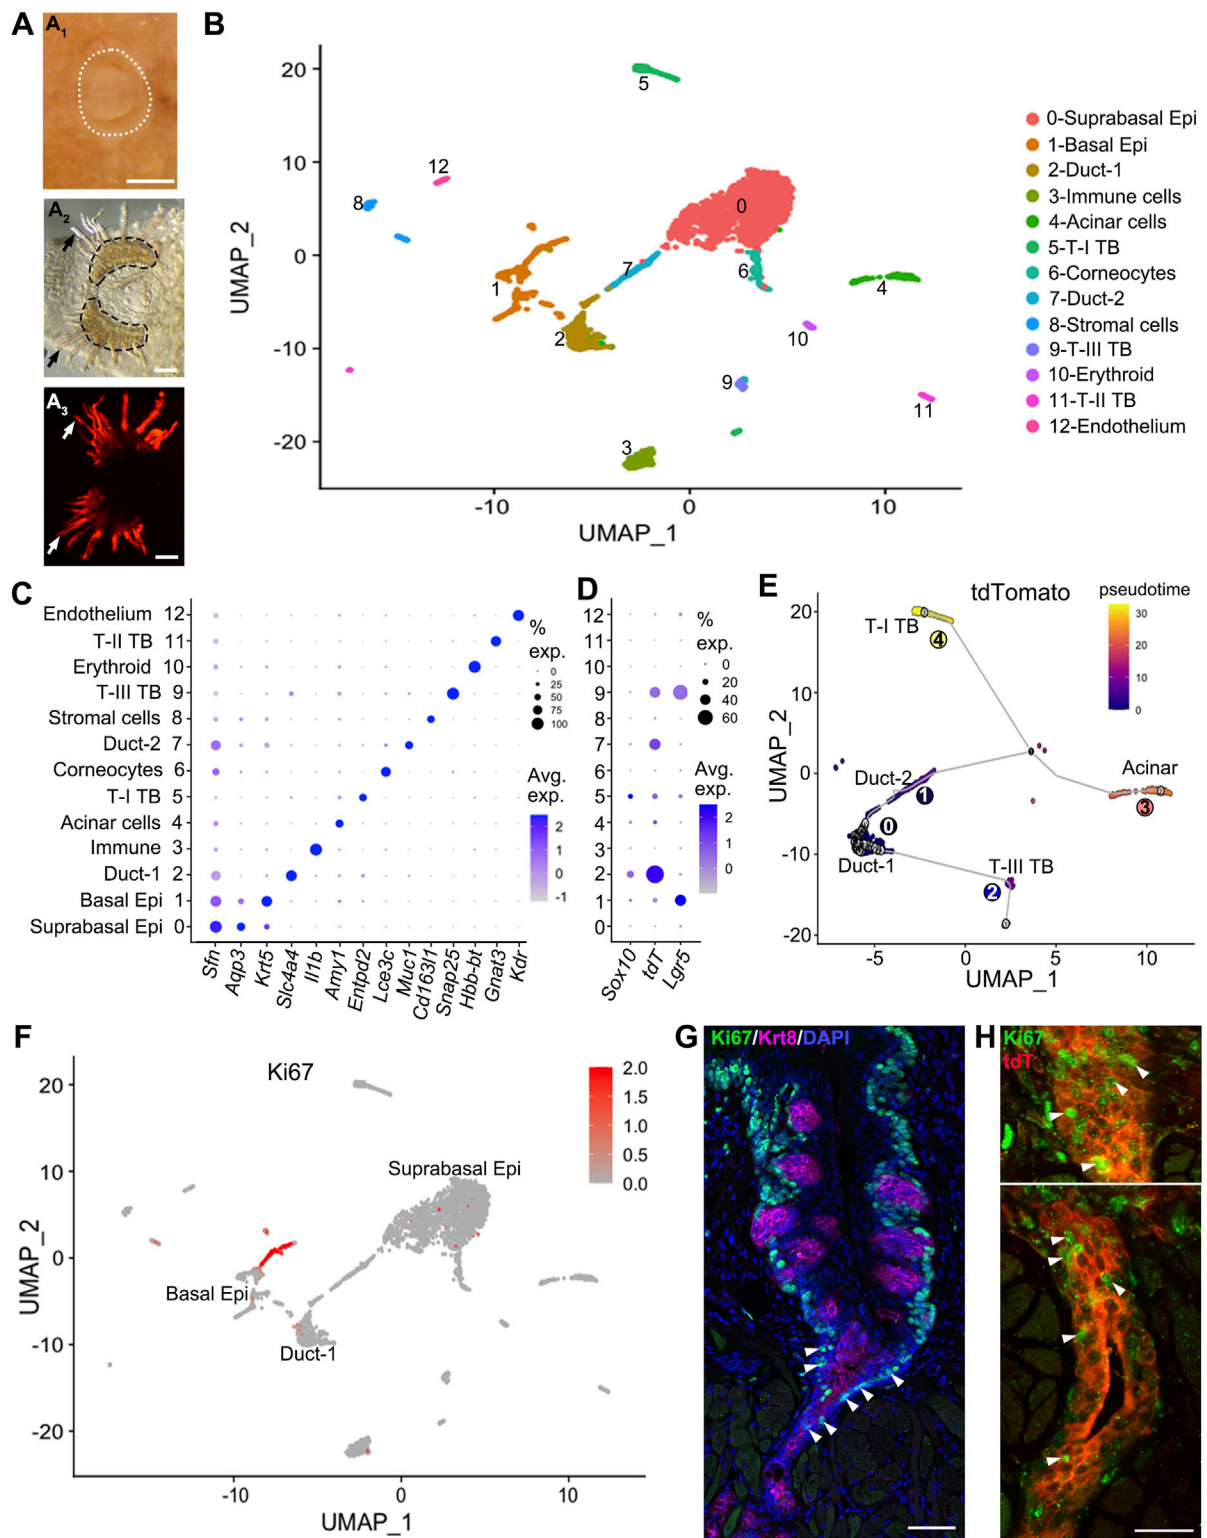 A
A1
A2
A3
B
UMAP_2
20
10
0
-10
-20
-10
0
10
UMAP_1
5
12
8
0
7
6
1
2
4
10
9
11
3
0-Suprabasal Epi
1-Basal Epi
2-Duct-1
3-Immune cells
4-Acinar cells
5-T-I TB
6-Corneocytes
7-Duct-2
8-Stromal cells
9-T-III TB
10-Erythroid
11-T-II TB
12-Endothelium
C
Endothelium 12
T-II TB 11
Erythroid 10
T-III TB 9
Stromal cells 8
Duct-2 7
Corneocytes 6
T-I TB 5
Acinar cells 4
Immune 3
Duct-1 2
Basal Epi 1
Suprabasal Epi 0
Sfn
Aqp3
Krt5
Slc4a4
Il1b
Amy1
Entpd2
Lce3c
Muc1
Cd163l1
Snap25
Hbb-bt
Gnat3
Kdr
%
exp.
0
25
50
75
100
Avg.
exp.
2
1
0
-1
D
12
11
10
9
8
7
6
5
4
3
2
1
0
Sox10
tdT
Lgr5
%
exp.
0
20
40
60
Avg.
exp.
2
1
0
E
tdTomato
pseudotime
30
20
10
0
UMAP_2
20
10
0
-10
-20
-5
0
5
10
UMAP_1
T-I TB
4
Duct-2
1
0
Duct-1
T-III TB
2
Acinar
3
F
Ki67
2.0
1.5
1.0
0.5
0.0
UMAP_2
20
10
0
-10
-20
-10
0
10
UMAP_1
Suprabasal Epi
Basal Epi
Duct-1
G
Ki67/Krt8/DAPI
H
Ki67
tdT